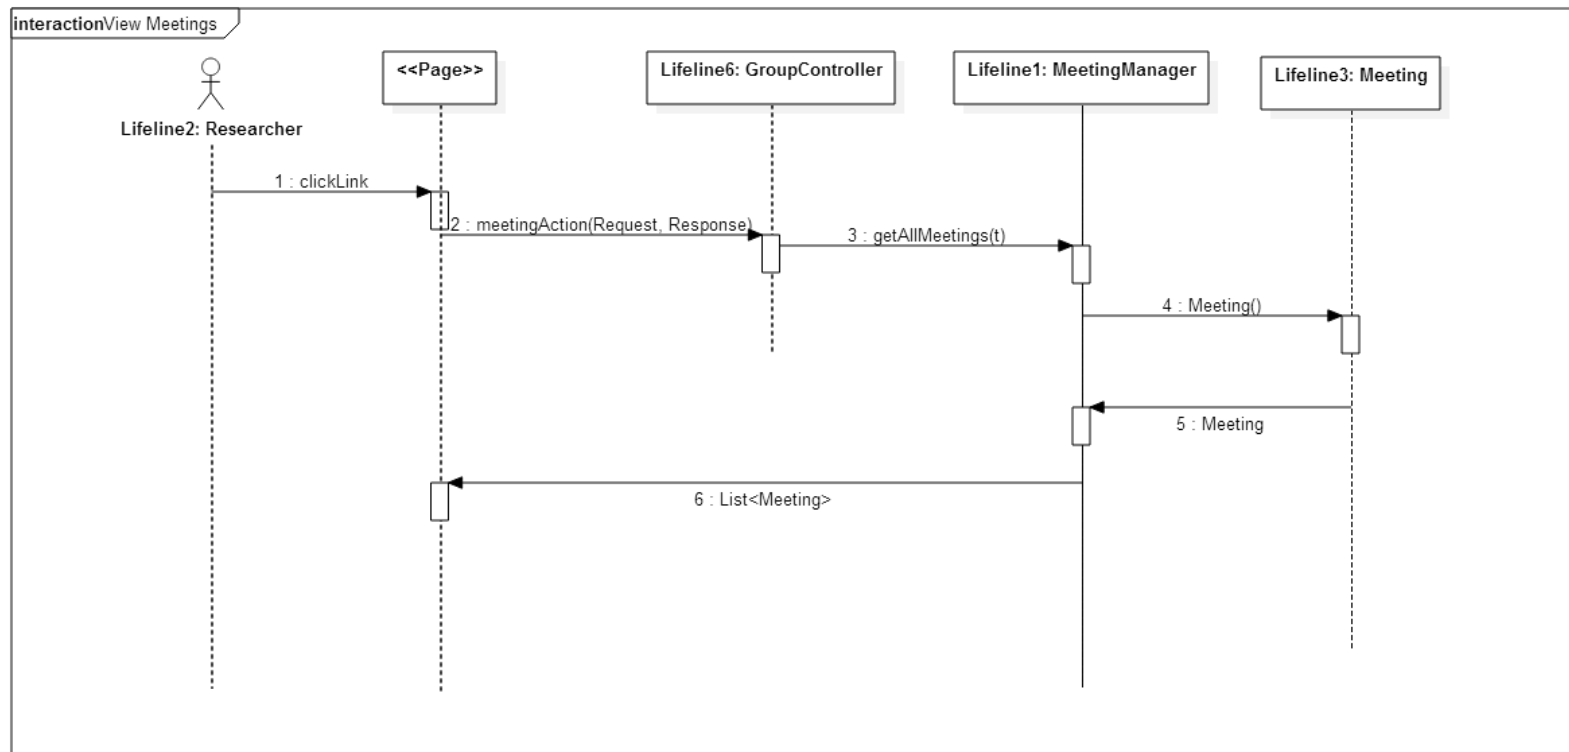 interactionView Meetings
<<Page>>
Lifeline6: GroupController
Lifeline1: MeetingManager
Lifeline3: Meeting
Lifeline2: Researcher
1 : clickLink
2 : meetingAction(Request, Response)
3 : getAllMeetings(t)
4 : Meeting()
5 : Meeting
6 : List<Meeting>